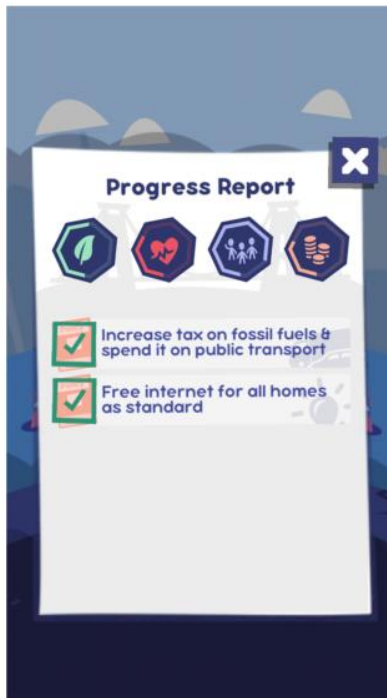 Progress Report
Increase tax on fossil fuels &
spend it on public transport
Free internet for all homes
as standard